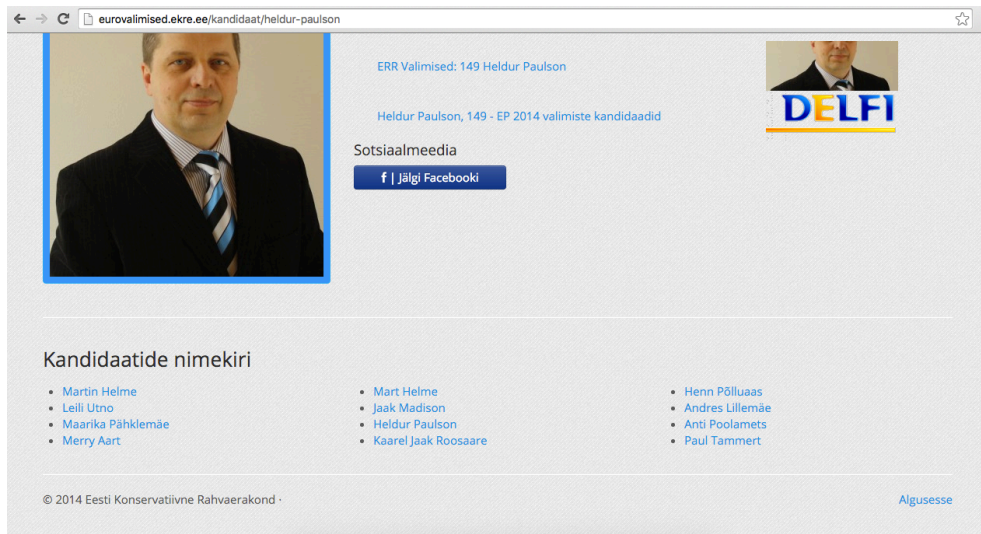 eurovalimised.ekre.ee/kandidaat/heldur-paulson
ERR Valimised: 149 Heldur Paulson
Heldur Paulson, 149 - EP 2014 valimiste kandidaadid
DELFI
Sotsiaalmeedia
f | Jälgi Facebooki
Kandidaatide nimekiri
Martin Helme
Leili Utno
Maarika Pähklemäe
Merry Aart
Mart Helme
Jaak Madison
Heldur Paulson
Kaarel Jaak Roosaare
Henn Põlluaas
Andres Lillemäe
Anti Poolamets
Paul Tammert
© 2014 Eesti Konservatiivne Rahvaerakond ·
Algusesse